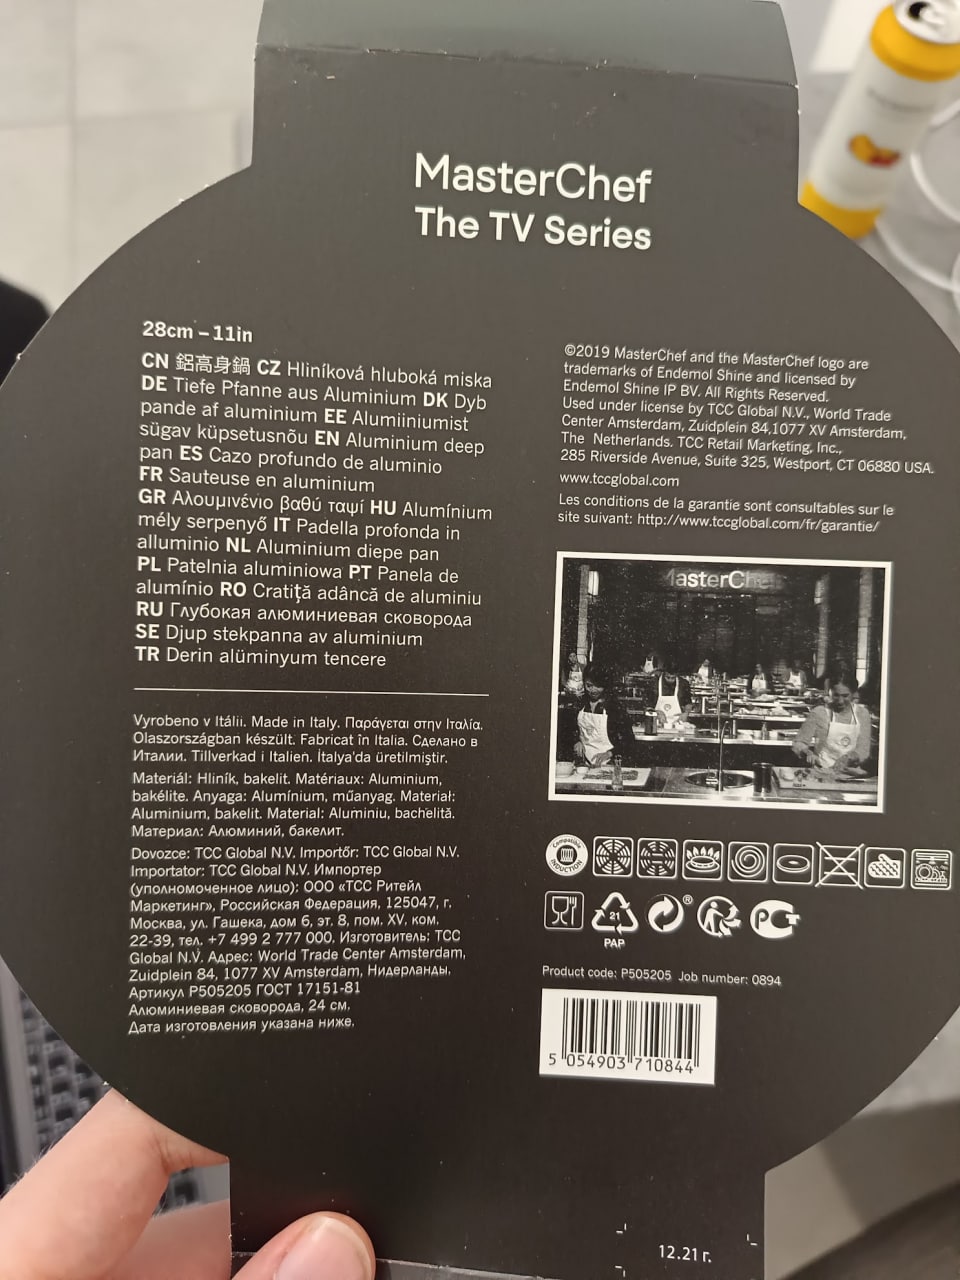 MasterChef
The TV Series
28cm – 11in
CN 鋁高身鍋 CZ Hliníková hluboká miska
DE Tiefe Pfanne aus Aluminium DK Dyb
pande af aluminium EE Alumiiniumist
sügav küpsetusnõu EN Aluminium deep
pan ES Cazo profundo de aluminio
FR Sauteuse en aluminium
GR Αλουμινένιο βαθύ ταψί HU Alumínium
mély serpenyő IT Padella profonda in
alluminio NL Aluminium diepe pan
PL Patelnia aluminiowa PT Panela de
alumínio RO Cratiță adâncă de aluminiu
RU Глубокая алюминиевая сковорода
SE Djup stekpanna av aluminium
TR Derin alüminyum tencere
Vyrobeno v Itálii. Made in Italy. Παράγεται στην Ιταλία.
Olaszországban készült. Fabricat în Italia. Сделано в
Италии. Tillverkad i Italien. İtalya'da üretilmiştir.
Materiál: Hliník, bakelit. Matériaux: Aluminium,
bakélite. Anyaga: Alumínium, műanyag. Materiał:
Aluminium, bakelit. Material: Aluminiu, bachelită.
Материал: Алюминий, бакелит.
Dovozce: TCC Global N.V. Importőr: TCC Global N.V.
Importator: TCC Global N.V. Импортер
(уполномоченное лицо): ООО «ТСС Ритейл
Маркетинг», Российская Федерация, 125047, г.
Москва, ул. Гашека, дом 6, эт. 8, пом. XV, ком.
22-39, тел. +7 499 2 777 000. Изготовитель: TCC
Global N.V. Адрес: World Trade Center Amsterdam,
Zuidplein 84, 1077 XV Amsterdam, Нидерланды.
Артикул P505205 ГОСТ 17151-81
Алюминиевая сковорода, 24 см.
Дата изготовления указана ниже.
©2019 MasterChef and the MasterChef logo are
trademarks of Endemol Shine and licensed by
Endemol Shine IP BV. All Rights Reserved.
Used under license by TCC Global N.V., World Trade
Center Amsterdam, Zuidplein 84,1077 XV Amsterdam,
The Netherlands. TCC Retail Marketing, Inc.,
285 Riverside Avenue, Suite 325, Westport, CT 06880 USA.
www.tccglobal.com
Les conditions de la garantie sont consultables sur le
site suivant: http://www.tccglobal.com/fr/garantie/
MasterChef
Compatible
INDUCTION
21
PAP
®
РСТ
Product code: P505205 Job number: 0894
5 054903 710844
12.21 г.